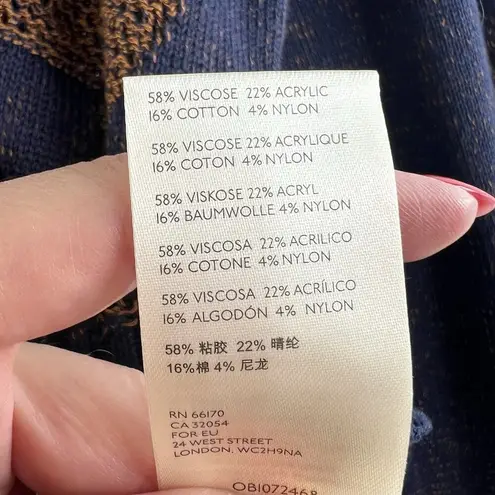 58% VISCOSE 22% ACRYLIC
16% COTTON 4% NYLON
58% VISCOSE 22% ACRYLIQUE
16% COTON 4% NYLON
58% VISKOSE 22% ACRYL
16% BAUMWOLLE 4% NYLON
58% VISCOSA 22% ACRILICO
16% COTONE 4% NYLON
58% VISCOSA 22% ACRÍLICO
16% ALGODÓN 4% NYLON
58% 粘胶 22% 晴纶
16%棉 4% 尼龙
RN 66170
CA 32054
FOR EU
24 WEST STREET
LONDON, WC2H9NA
OB1072468